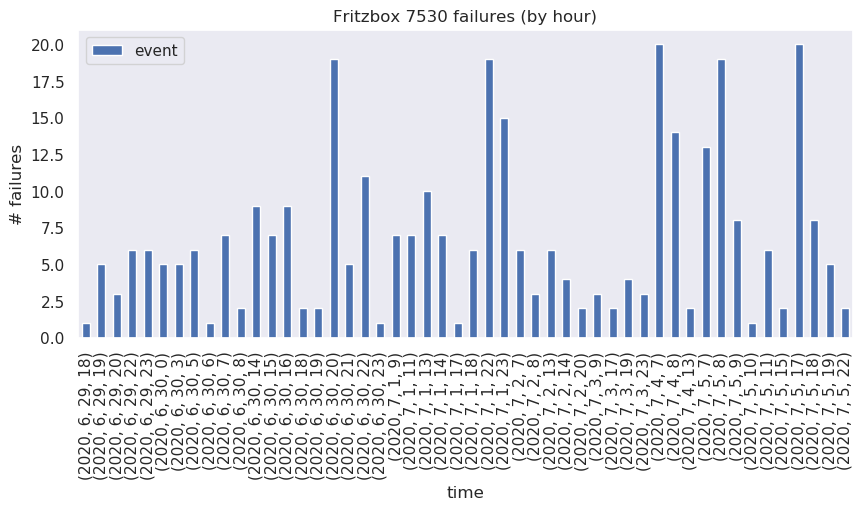 Fritzbox 7530 failures (by hour)
event
# failures
20.0
17.5
15.0
12.5
10.0
7.5
5.0
2.5
0.0
(2020, 6, 29, 18)
(2020, 6, 29, 19)
(2020, 6, 29, 20)
(2020, 6, 29, 22)
(2020, 6, 29, 23)
(2020, 6, 30, 0)
(2020, 6, 30, 3)
(2020, 6, 30, 5)
(2020, 6, 30, 6)
(2020, 6, 30, 7)
(2020, 6, 30, 8)
(2020, 6, 30, 14)
(2020, 6, 30, 15)
(2020, 6, 30, 16)
(2020, 6, 30, 18)
(2020, 6, 30, 19)
(2020, 6, 30, 20)
(2020, 6, 30, 21)
(2020, 6, 30, 22)
(2020, 6, 30, 23)
(2020, 7, 1, 9)
(2020, 7, 1, 11)
(2020, 7, 1, 13)
(2020, 7, 1, 14)
(2020, 7, 1, 17)
(2020, 7, 1, 18)
(2020, 7, 1, 22)
(2020, 7, 1, 23)
(2020, 7, 2, 7)
(2020, 7, 2, 8)
(2020, 7, 2, 13)
(2020, 7, 2, 14)
(2020, 7, 2, 20)
(2020, 7, 3, 9)
(2020, 7, 3, 17)
(2020, 7, 3, 19)
(2020, 7, 3, 23)
(2020, 7, 4, 7)
(2020, 7, 4, 8)
(2020, 7, 4, 13)
(2020, 7, 5, 7)
(2020, 7, 5, 8)
(2020, 7, 5, 9)
(2020, 7, 5, 10)
(2020, 7, 5, 11)
(2020, 7, 5, 15)
(2020, 7, 5, 17)
(2020, 7, 5, 18)
(2020, 7, 5, 19)
(2020, 7, 5, 22)
time